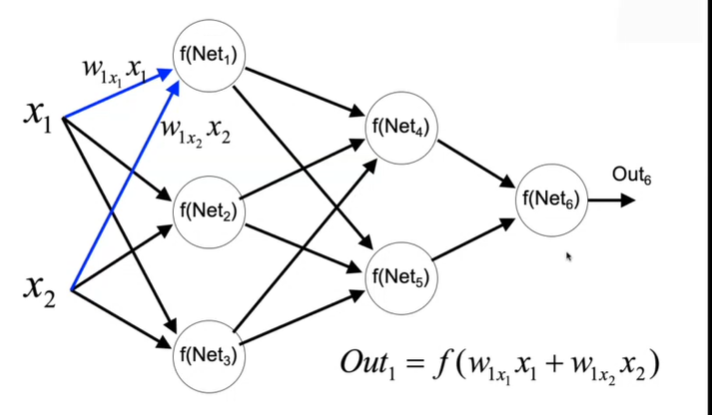 w₁ₓ₁ x₁
f(Net₁)
x₁
w₁ₓ₂ x₂
f(Net₄)
Out₆
f(Net₂)
f(Net₆)
x₂
f(Net₅)
f(Net₃)
Out₁ = f(w₁ₓ₁ x₁ + w₁ₓ₂ x₂)